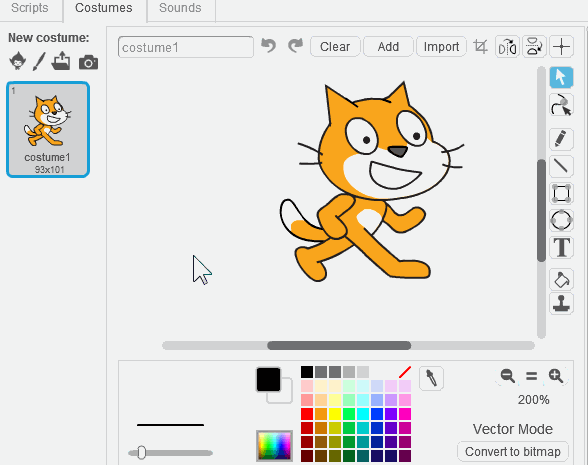 Scripts Costumes Sounds
New costume:
costume1 Clear Add Import
1
costume1
93x101
T
200%
Vector Mode
Convert to bitmap